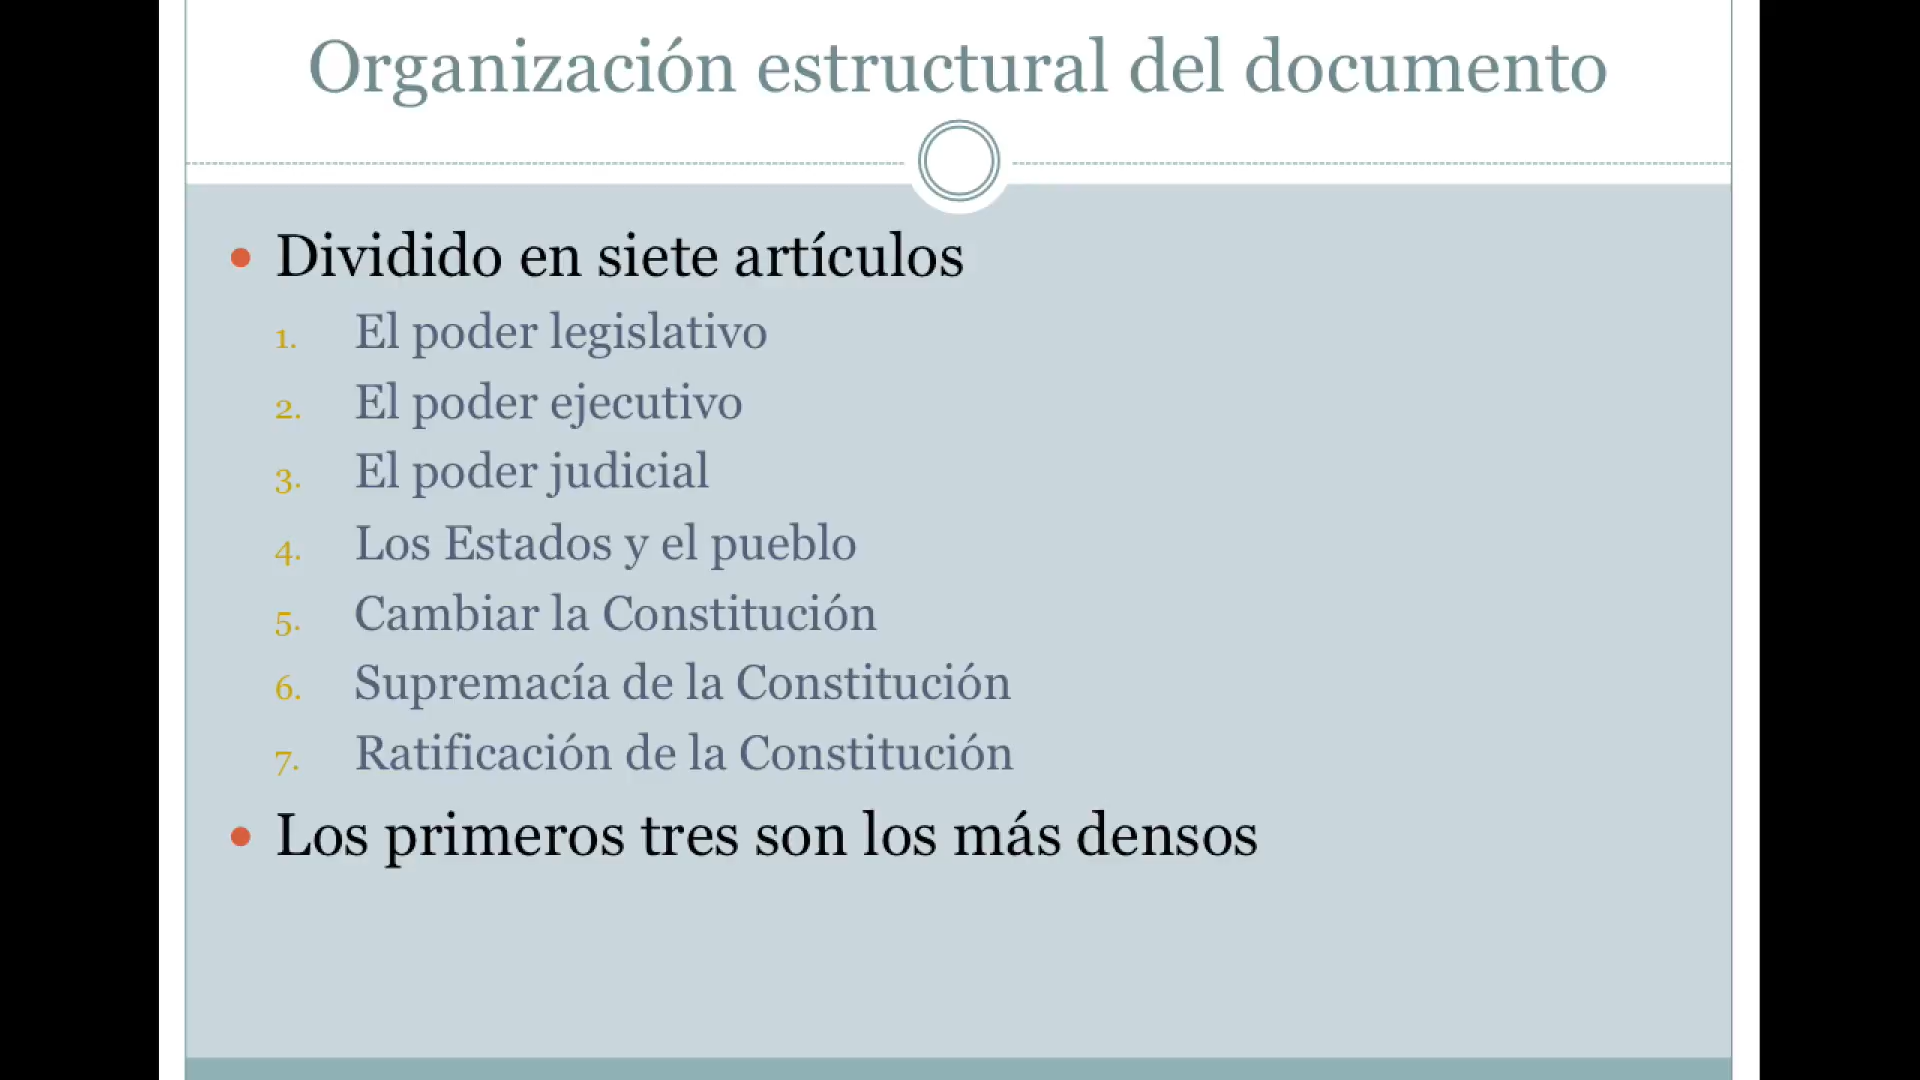 Organización estructural del documento
• Dividido en siete artículos
1. El poder legislativo
2. El poder ejecutivo
3. El poder judicial
4. Los Estados y el pueblo
5. Cambiar la Constitución
6. Supremacía de la Constitución
7. Ratificación de la Constitución
• Los primeros tres son los más densos